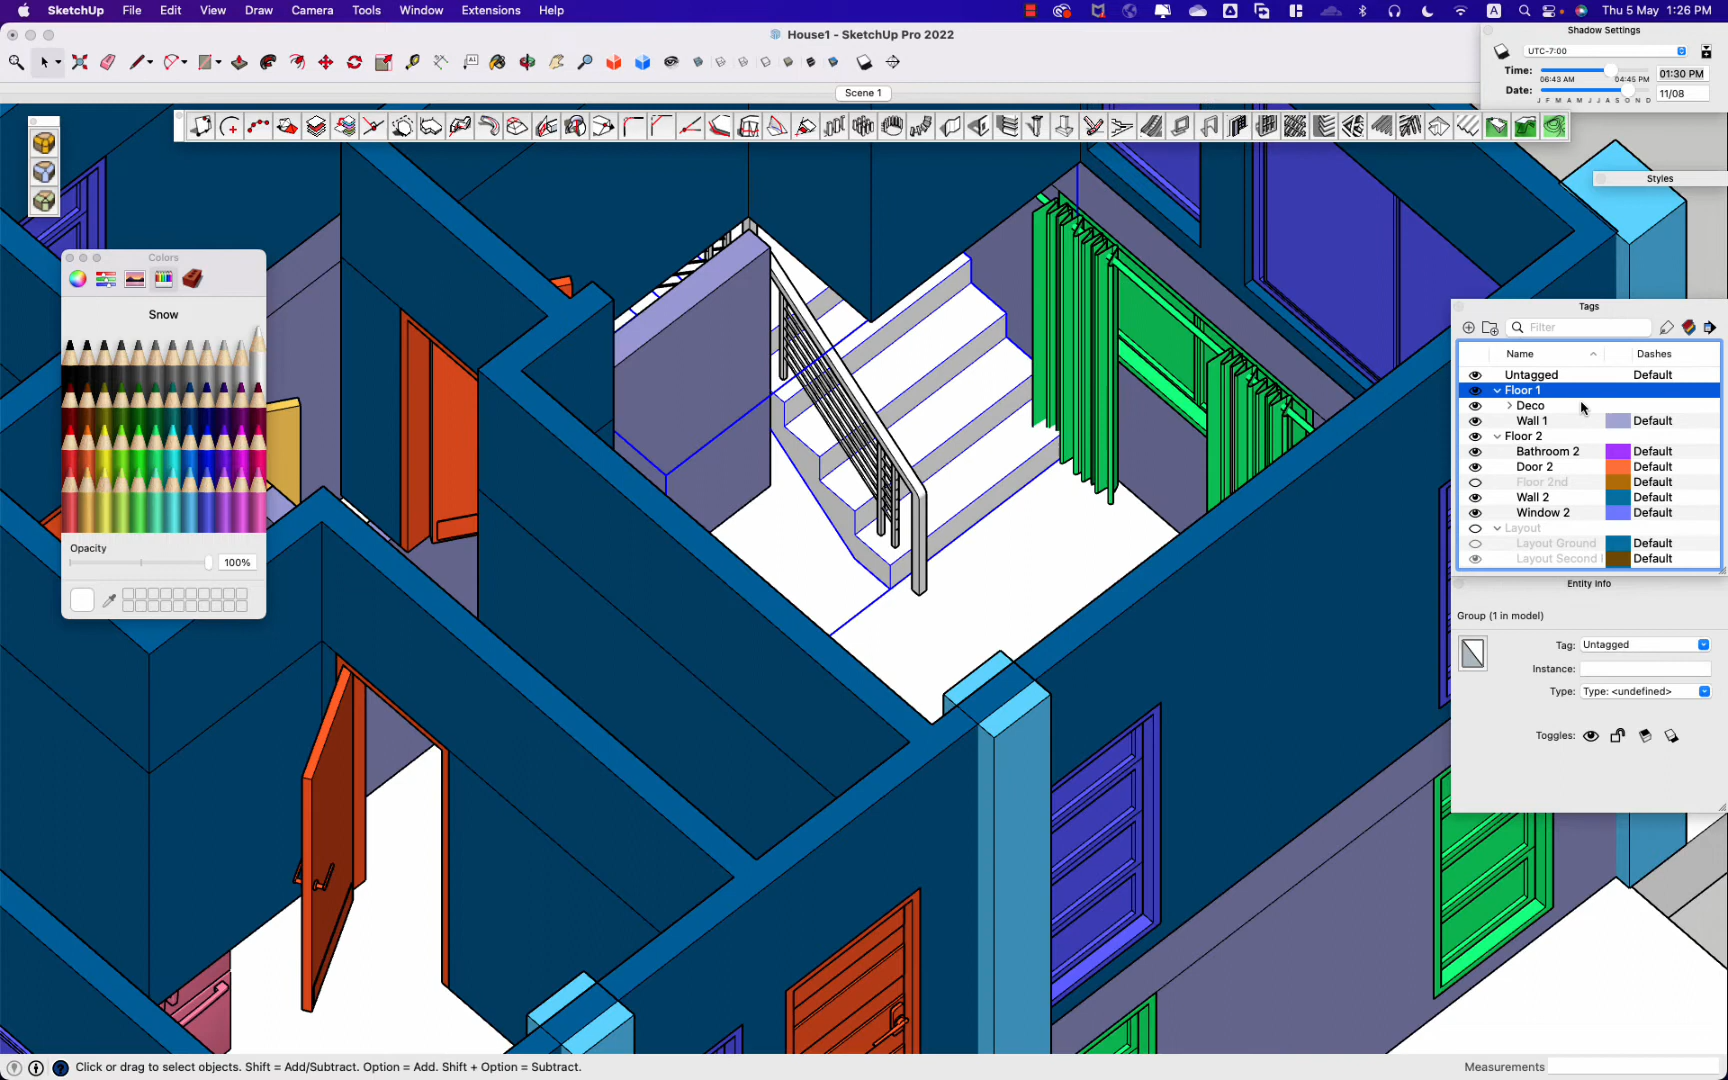 SketchUp File Edit View Draw Camera Tools Window Extensions Help
A Thu 5 May 1:26 PM
House1 - SketchUp Pro 2022
Shadow Settings
UTC-7:00
Time: 06:43 AM 04:45 PM 01:30 PM
Date: J F M A M J J A S O N D 11/08
Scene 1
Styles
Colors
Snow
Opacity
100%
Tags
Filter
Name Dashes
Untagged Default
Floor 1
Deco
Wall 1 Default
Floor 2
Bathroom 2 Default
Door 2 Default
Floor 2nd Default
Wall 2 Default
Window 2 Default
Layout
Layout Ground Default
Layout Second Default
Entity Info
Group (1 in model)
Tag: Untagged
Instance:
Type: Type: <undefined>
Toggles:
Click or drag to select objects. Shift = Add/Subtract. Option = Add. Shift + Option = Subtract.
Measurements